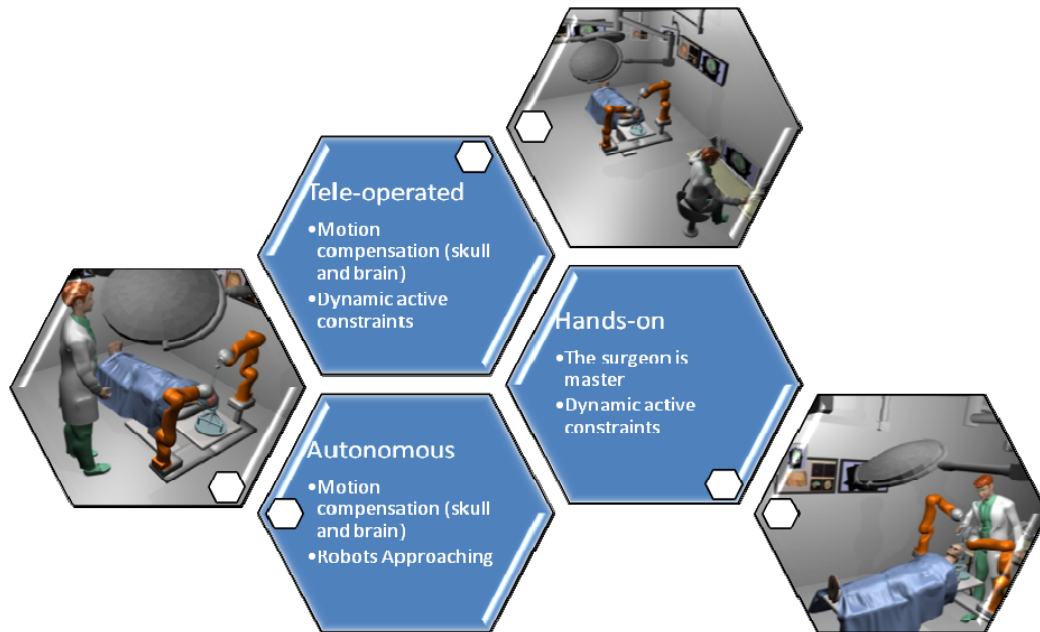 Tele-operated
•Motion
compensation (skull
and brain)
•Dynamic active
constraints
Hands-on
•The surgeon is
master
•Dynamic active
constraints
Autonomous
•Motion
compensation (skull
and brain)
•Robots Approaching